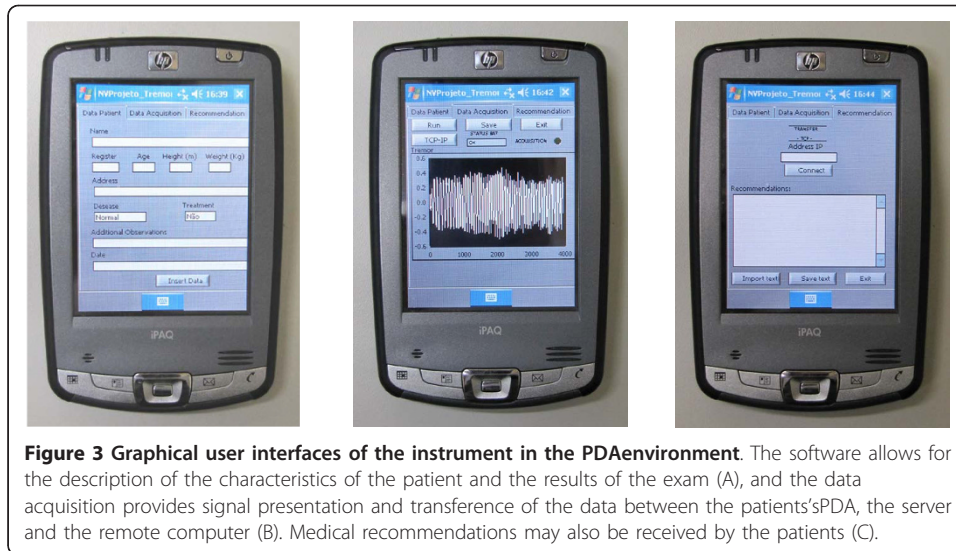 hp
NVProjeto_Tremor 16:39
Data Patient Data Acquisition Recommendation
Name
Register Age Height (m) Weight (Kg)
Address
Disease Treatment
Normal Não
Additional Observations
Date
Insert Data
iPAQ
hp
NVProjeto_Tremor 16:42
Data Patient Data Acquisition Recommendation
Run Save Exit
TCP-IP STATUS BAT ACQUISITION
Tremor
0.6
0.4
0.2
0.0
-0.2
-0.4
-0.6
0 1000 2000 3000 4000
iPAQ
hp
NVProjeto_Tremor 16:44
Data Patient Data Acquisition Recommendation
TRANSFER
- TCP -
Address IP
Connect
Recommendations:
Import text Save text Exit
iPAQ
Figure 3 Graphical user interfaces of the instrument in the PDAenvironment. The software allows for
the description of the characteristics of the patient and the results of the exam (A), and the data
acquisition provides signal presentation and transference of the data between the patients'sPDA, the server
and the remote computer (B). Medical recommendations may also be received by the patients (C).